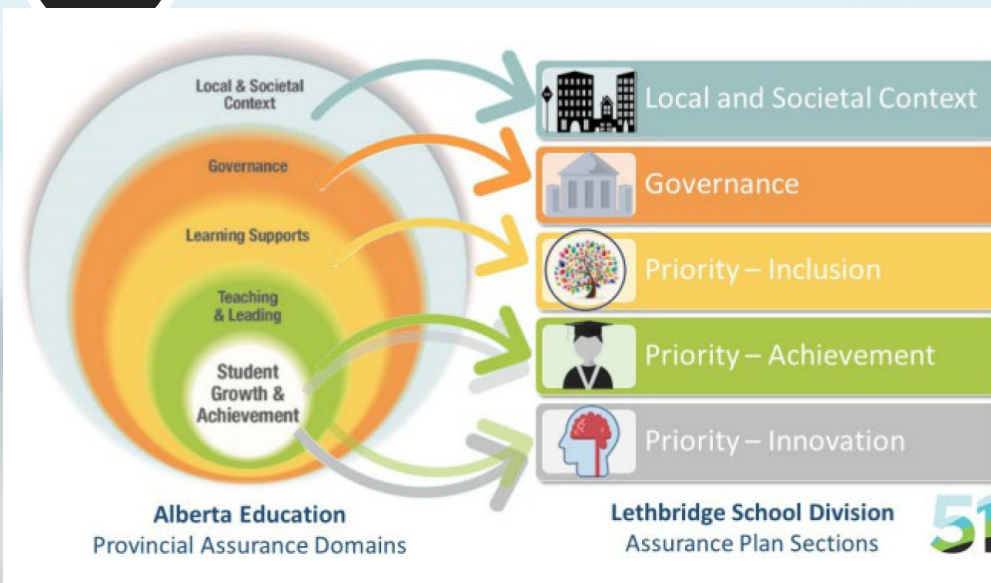 Local & Societal
Context
Governance
Learning Supports
Teaching
& Leading
Student
Growth &
Achievement
Alberta Education
Provincial Assurance Domains
Local and Societal Context
Governance
Priority – Inclusion
Priority – Achievement
Priority – Innovation
Lethbridge School Division
Assurance Plan Sections
51